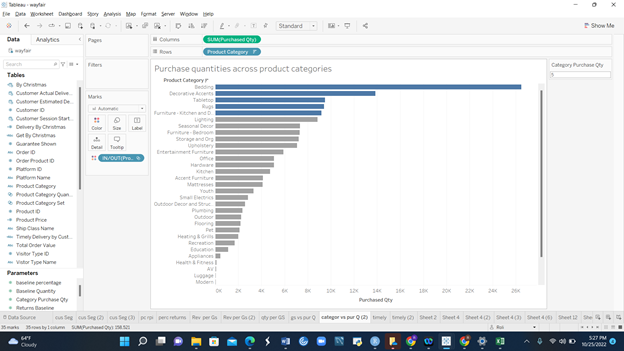 Tableau - wayfair
File Data Worksheet Dashboard Story Analysis Map Format Server Window Help
Standard
Show Me
Data Analytics
wayfair
Search
Tables
By Christmas
Customer Actual Delive...
Customer Estimated De...
Customer ID
Customer Session Start...
Delivery By Christmas
Get By Christmas
Guarantee Shown
Order ID
Order Product ID
Platform ID
Platform Name
Product Category
Product Category Quan...
Product Category Set
Product ID
Product Price
Ship Class Name
Timely Delivery by Cust...
Total Order Value
Visitor Type ID
Visitor Type Name
Parameters
baseline percentage
Baseline Quantity
Category Purchase Qty
Returns Baseline
Pages
Filters
Marks
Automatic
Color Size Label
Detail Tooltip
IN/OUT(Pro...
Columns SUM(Purchased Qty)
Rows Product Category
Purchase quantities across product categories
Product Category
Bedding
Decorative Accents
Tabletop
Rugs
Furniture - Kitchen and D...
Lighting
Seasonal Decor
Furniture - Bedroom
Storage and Org
Upholstery
Entertainment Furniture
Office
Hardware
Kitchen
Accent Furniture
Mattresses
Youth
Small Electrics
Outdoor Decor and Struc...
Plumbing
Outdoor
Flooring
Pet
Heating & Grills
Recreation
Education
Appliances
Health & Fitness
AV
Luggage
Modern
0K 2K 4K 6K 8K 10K 12K 14K 16K 18K 20K 22K 24K 26K
Purchased Qty
Category Purchase Qty
5
Data Source cus Seg cus Seg (2) cus Seg (3) pc rpi perc returns Rev per Gs Rev per Gs (2) qty per GS gs vs pur Q categor vs pur Q (2) timely timely (2) Sheet 2 Sheet 4 Sheet 4 (2) Sheet 4 (3) Sheet 4 (6) Sheet 12 Shee
35 marks 35 rows by 1 column SUM(Purchased Qty): 158,521
64°F
Cloudy
5:27 PM
10/25/2022